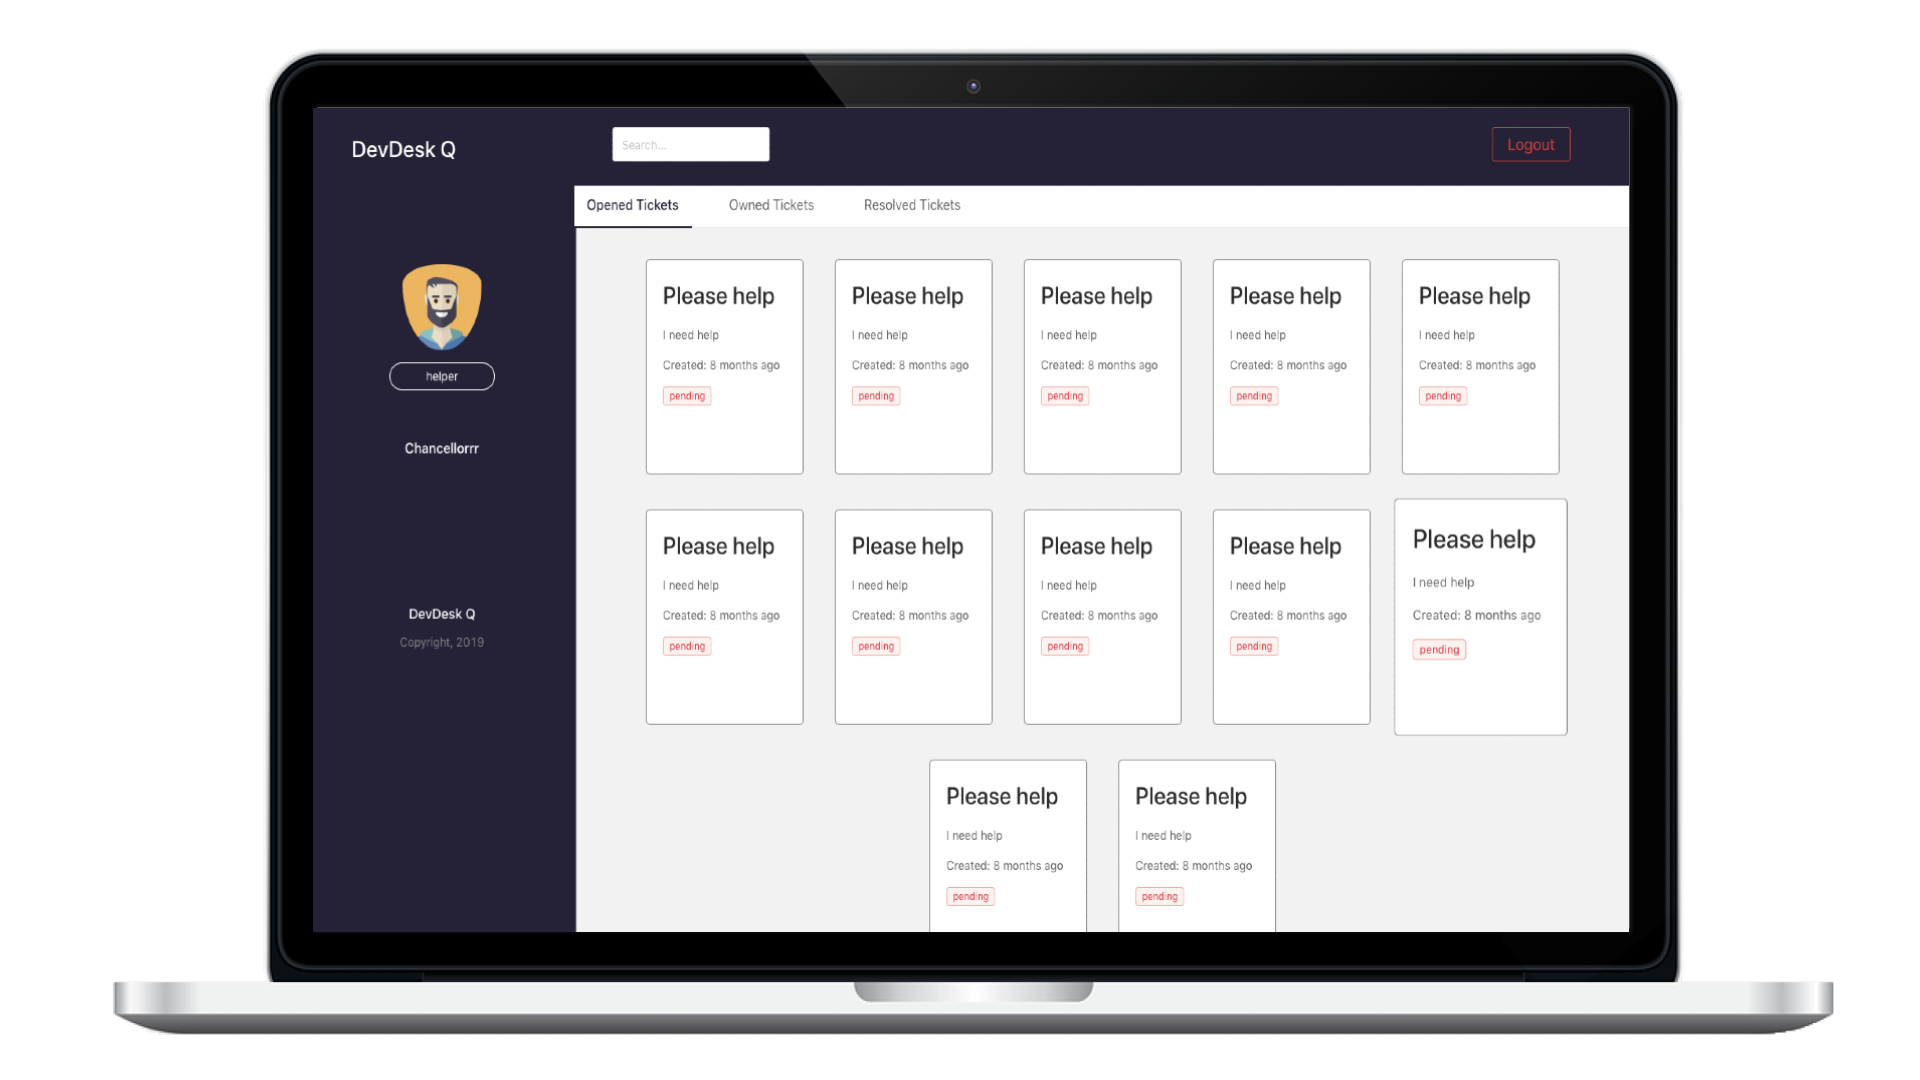 DevDesk Q
Search...
Logout
Opened Tickets
Owned Tickets
Resolved Tickets
helper
Chancellorrr
DevDesk Q
Copyright, 2019
Please help
I need help
Created: 8 months ago
pending
Please help
I need help
Created: 8 months ago
pending
Please help
I need help
Created: 8 months ago
pending
Please help
I need help
Created: 8 months ago
pending
Please help
I need help
Created: 8 months ago
pending
Please help
I need help
Created: 8 months ago
pending
Please help
I need help
Created: 8 months ago
pending
Please help
I need help
Created: 8 months ago
pending
Please help
I need help
Created: 8 months ago
pending
Please help
I need help
Created: 8 months ago
pending
Please help
I need help
Created: 8 months ago
pending
Please help
I need help
Created: 8 months ago
pending